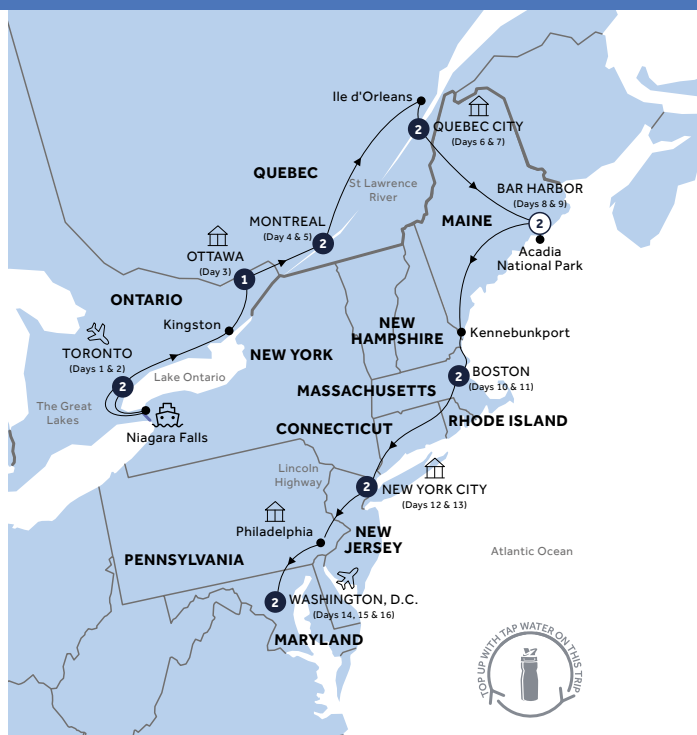 Ile d'Orleans
2
QUEBEC CITY
(Days 6 & 7)
QUEBEC
St Lawrence
River
BAR HARBOR
(Days 8 & 9)
2
MAINE
Acadia
National Park
MONTREAL
(Day 4 & 5)
2
OTTAWA
(Day 3)
1
ONTARIO
Kingston
TORONTO
(Days 1 & 2)
2
Lake Ontario
The Great
Lakes
Niagara Falls
NEW YORK
NEW
HAMPSHIRE
Kennebunkport
2
BOSTON
(Days 10 & 11)
MASSACHUSETTS
CONNECTICUT
RHODE ISLAND
Lincoln
Highway
2
NEW YORK CITY
(Days 12 & 13)
Philadelphia
NEW
JERSEY
PENNSYLVANIA
Atlantic Ocean
2
WASHINGTON, D.C.
(Days 14, 15 & 16)
MARYLAND
TOP UP WITH TAP WATER ON THIS TRIP